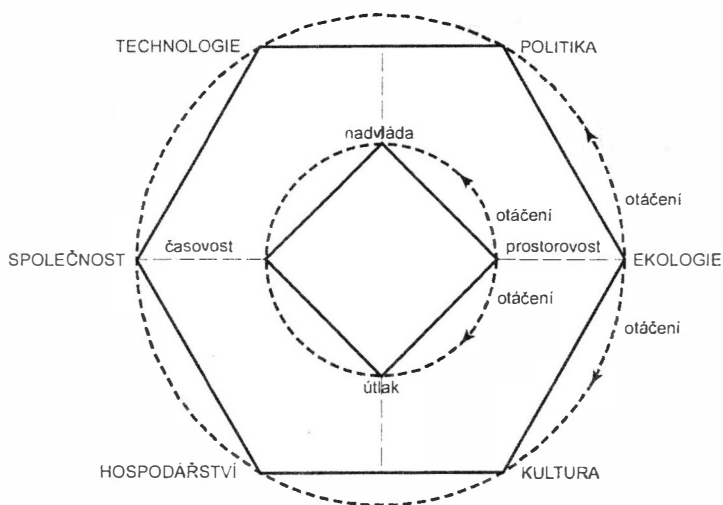 TECHNOLOGIE
POLITIKA
nadvláda
otáčení
otáčení
SPOLEČNOST
časovost
prostorovost
EKOLOGIE
otáčení
otáčení
útlak
HOSPODÁŘSTVÍ
KULTURA